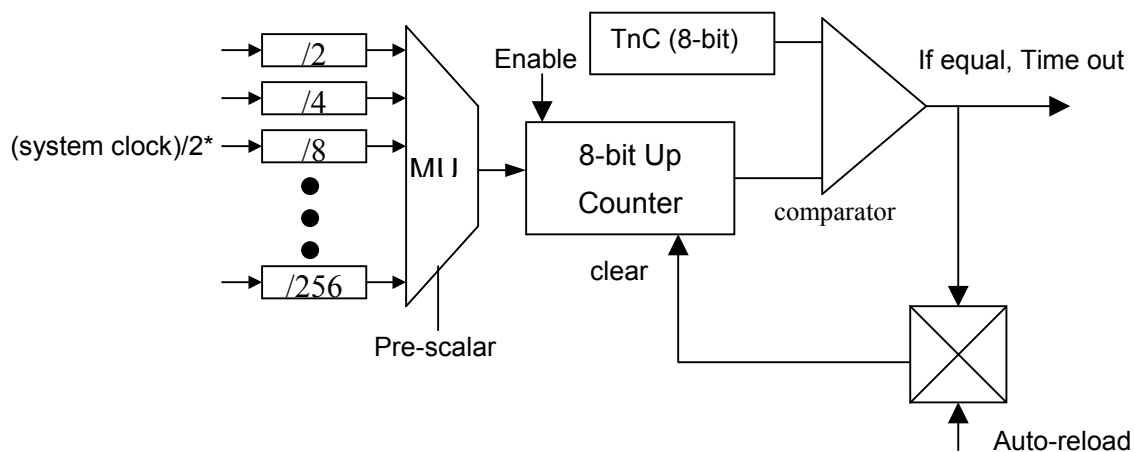 /2
/4
(system clock)/2*
/8
/256
MU
Pre-scalar
Enable
8-bit Up
Counter
clear
TnC (8-bit)
comparator
If equal, Time out
Auto-reload